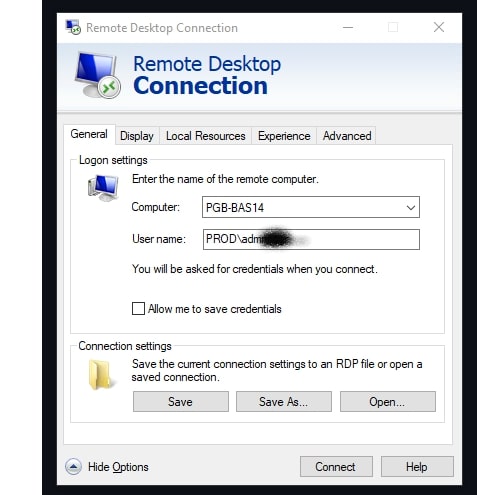 Remote Desktop Connection
Remote Desktop
Connection
General Display Local Resources Experience Advanced
Logon settings
Enter the name of the remote computer.
Computer: PGB-BAS14
User name: PROD\adm
You will be asked for credentials when you connect.
Allow me to save credentials
Connection settings
Save the current connection settings to an RDP file or open a
saved connection.
Save Save As... Open...
Hide Options Connect Help